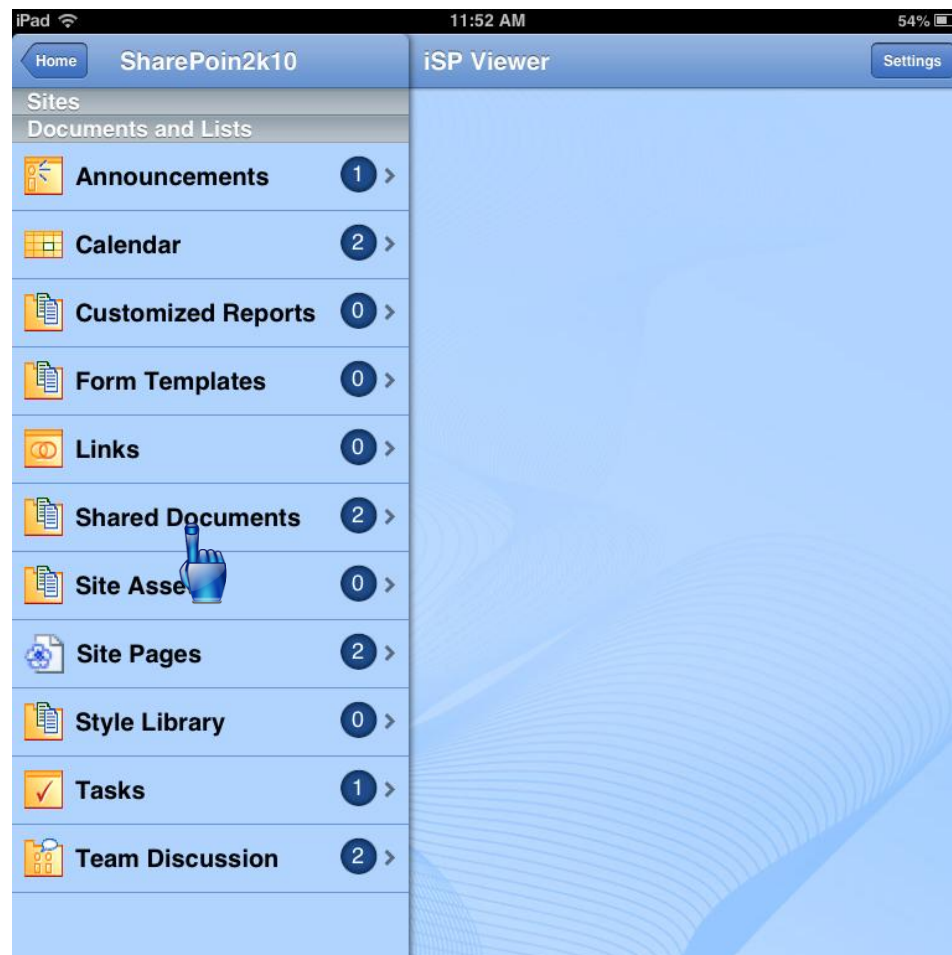 iPad 11:52 AM 54%
Home SharePoin2k10 iSP Viewer Settings
Sites
Documents and Lists
Announcements 1
Calendar 2
Customized Reports 0
Form Templates 0
Links 0
Shared Documents 2
Site Asse 0
Site Pages 2
Style Library 0
Tasks 1
Team Discussion 2